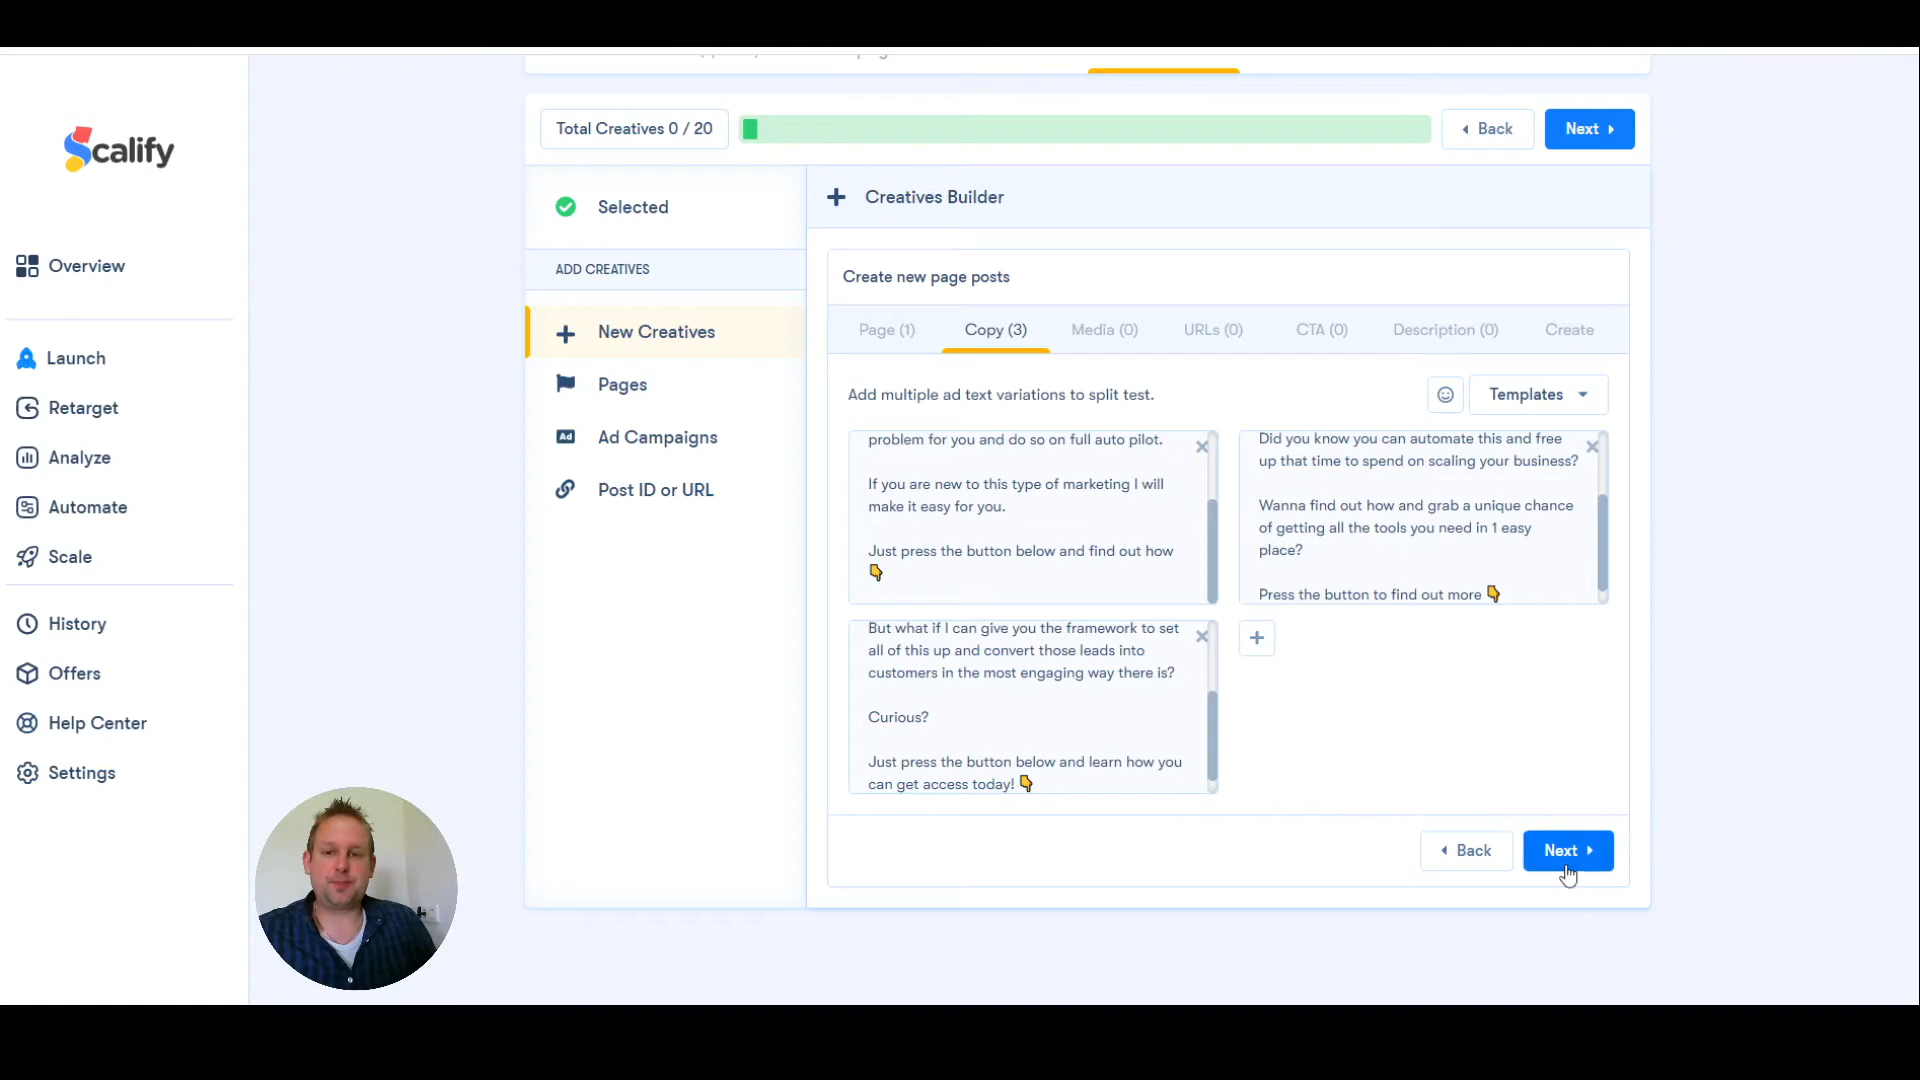 Scalify
Overview
Launch
Retarget
Analyze
Automate
Scale
History
Offers
Help Center
Settings
Total Creatives 0 / 20
Back
Next
Selected
ADD CREATIVES
New Creatives
Pages
Ad
Ad Campaigns
Post ID or URL
Creatives Builder
Create new page posts
Page (1)
Copy (3)
Media (0)
URLs (0)
CTA (0)
Description (0)
Create
Add multiple ad text variations to split test.
Templates
problem for you and do so on full auto pilot.
If you are new to this type of marketing I will
make it easy for you.
Just press the button below and find out how
👇
Did you know you can automate this and free
up that time to spend on scaling your business?
Wanna find out how and grab a unique chance
of getting all the tools you need in 1 easy
place?
Press the button to find out more 👇
But what if I can give you the framework to set
all of this up and convert those leads into
customers in the most engaging way there is?
Curious?
Just press the button below and learn how you
can get access today! 👇
Back
Next